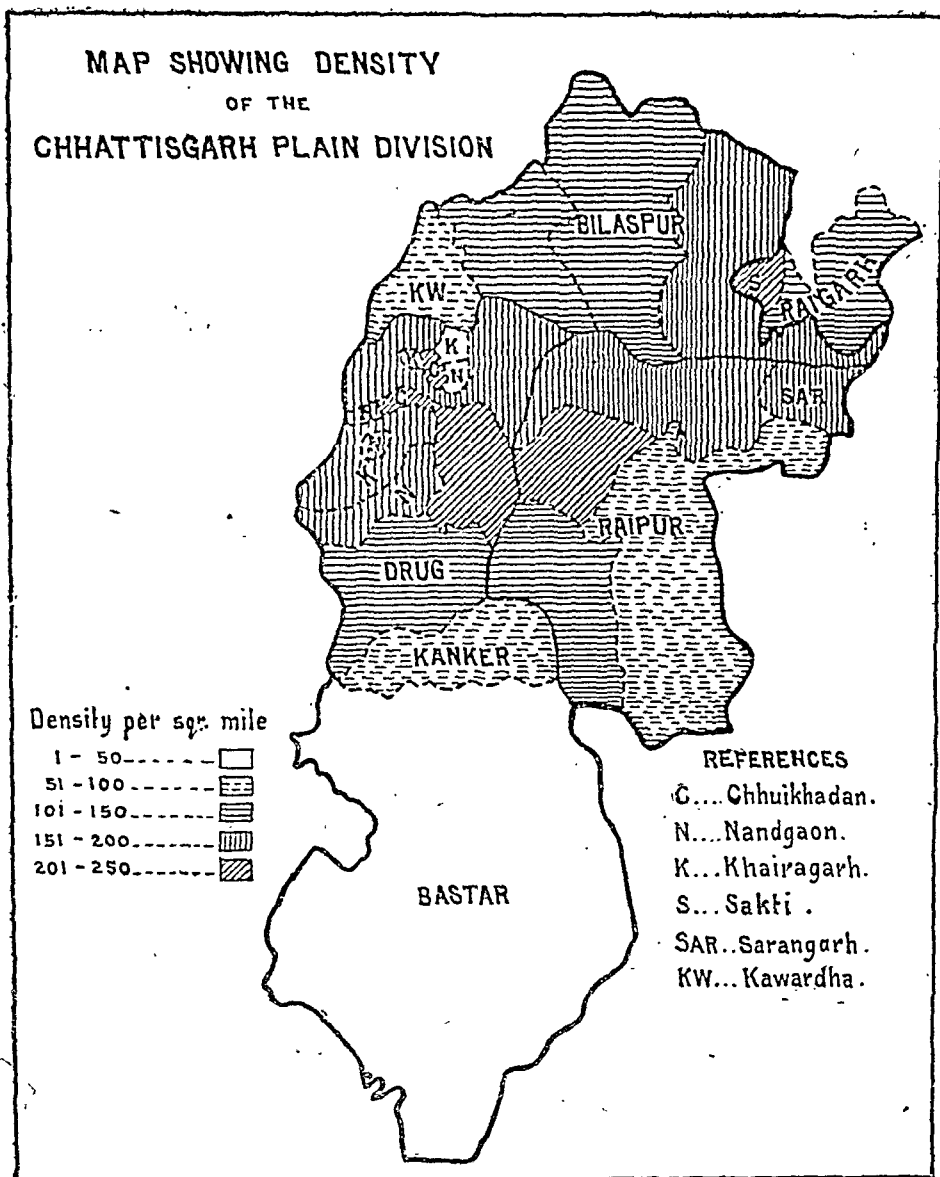 MAP SHOWING DENSITY
OF THE
CHHATTISGARH PLAIN DIVISION
BILASPUR
RAIGARH
S
KW
K
N
C
SAR
RAIPUR
DRUG
KANKER
BASTAR
Density per sqr. mile
1 - 50
51 - 100
101 - 150
151 - 200
201 - 250
REFERENCES
C.... Chhuikhadan.
N.... Nandgaon.
K... Khairagarh.
S... Sakti .
SAR.. Sarangarh.
KW... Kawardha.